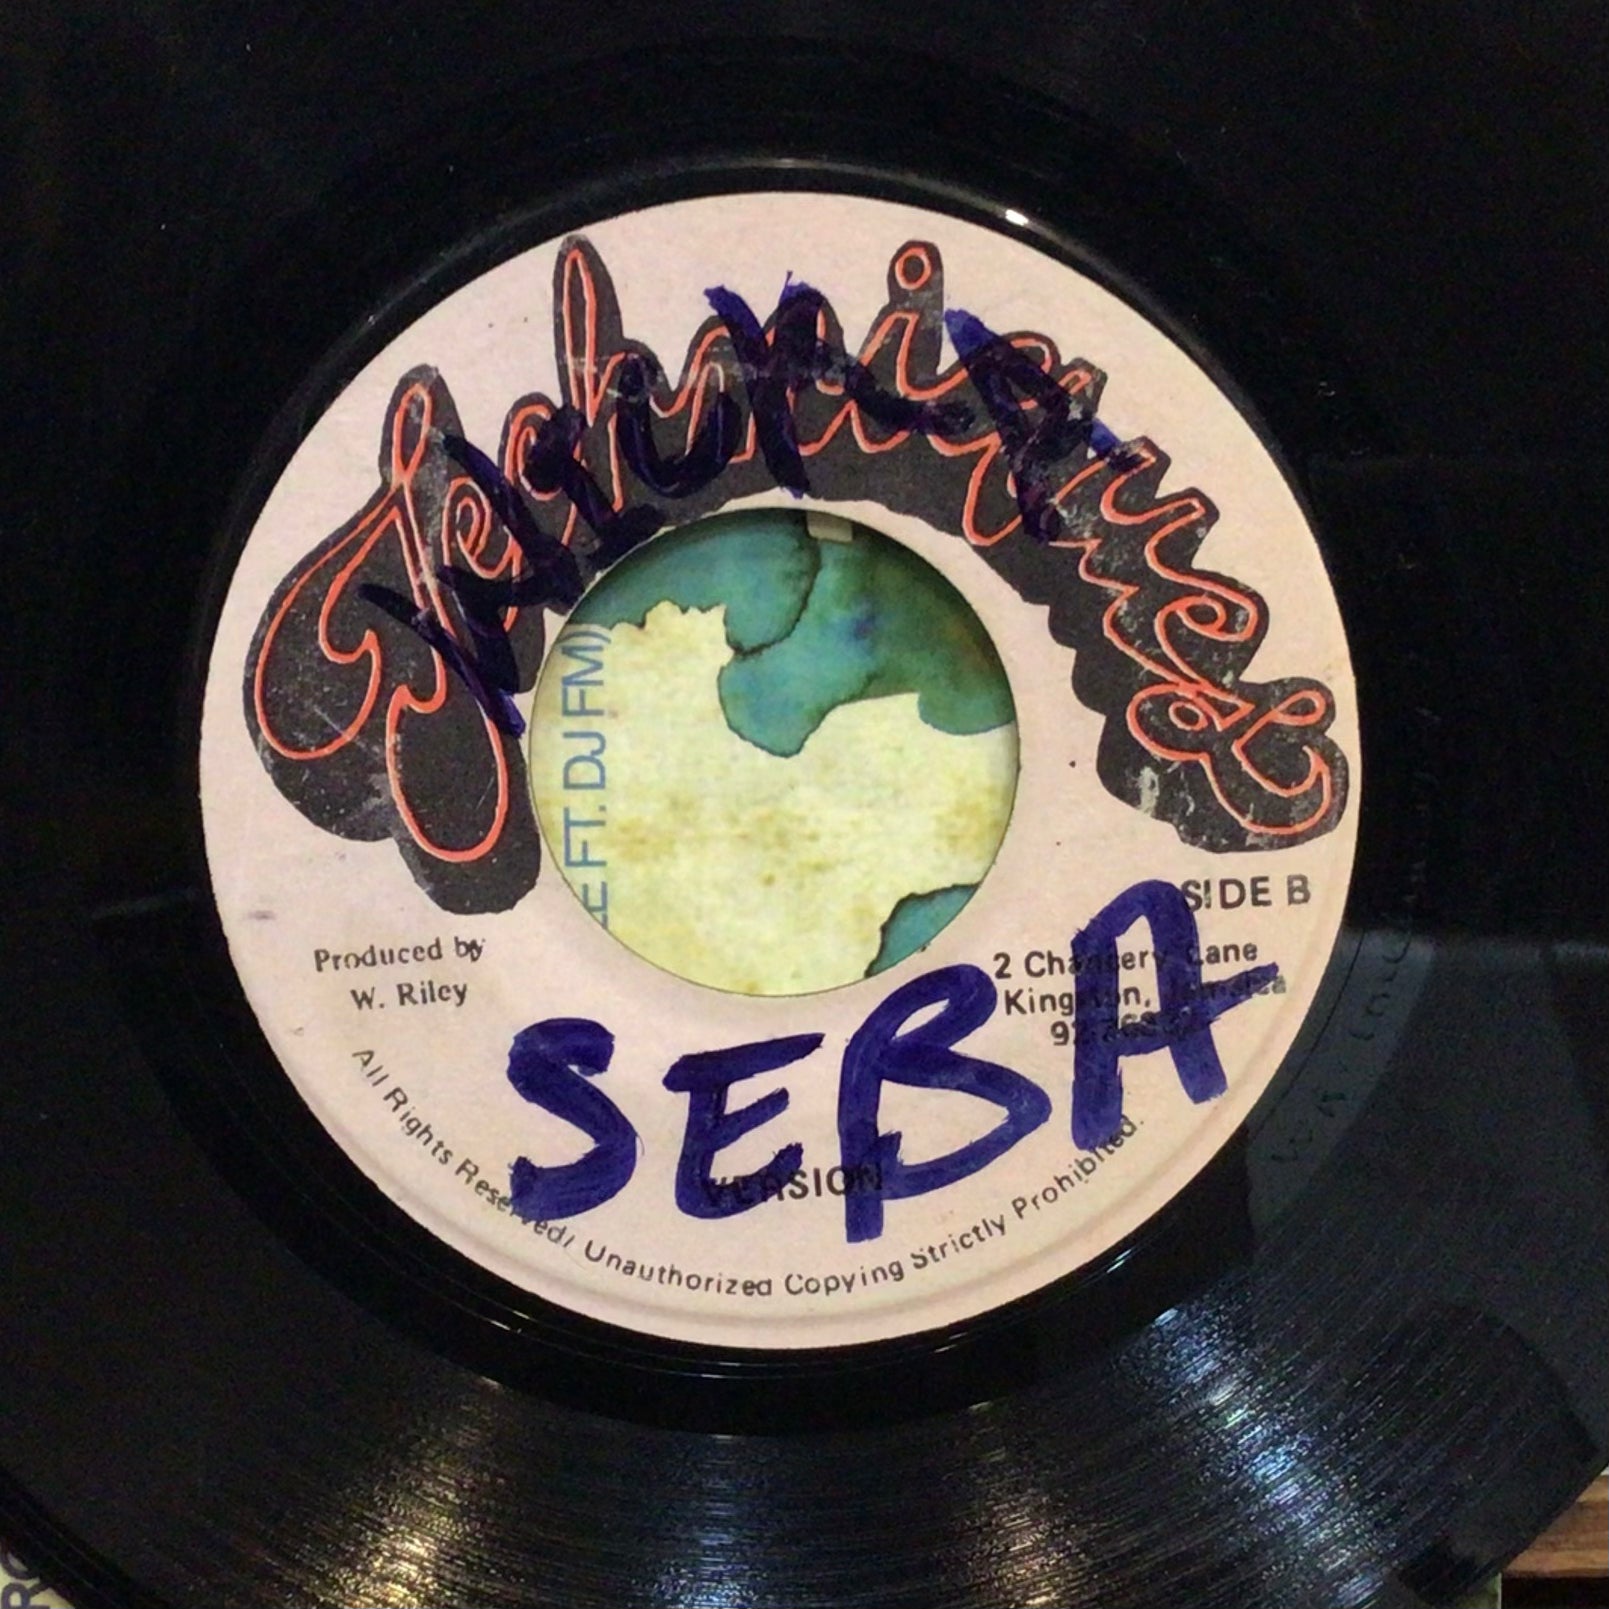 Techniques
SIDE B
Produced by
W. Riley
2 Chancery Lane
Kingston, Jamaica
SEBA
VERSION
All Rights Reserved/ Unauthorized Copying Strictly Prohibited.
FT. DJ FM)